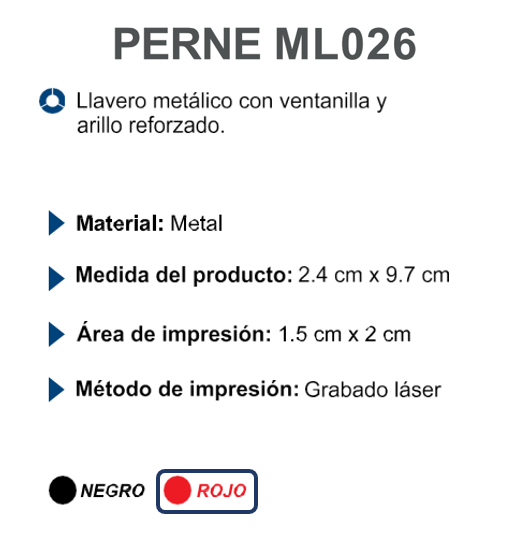 PERNE ML026
Llavero metálico con ventanilla y
arillo reforzado.
Material: Metal
Medida del producto: 2.4 cm x 9.7 cm
Área de impresión: 1.5 cm x 2 cm
Método de impresión: Grabado láser
NEGRO ROJO